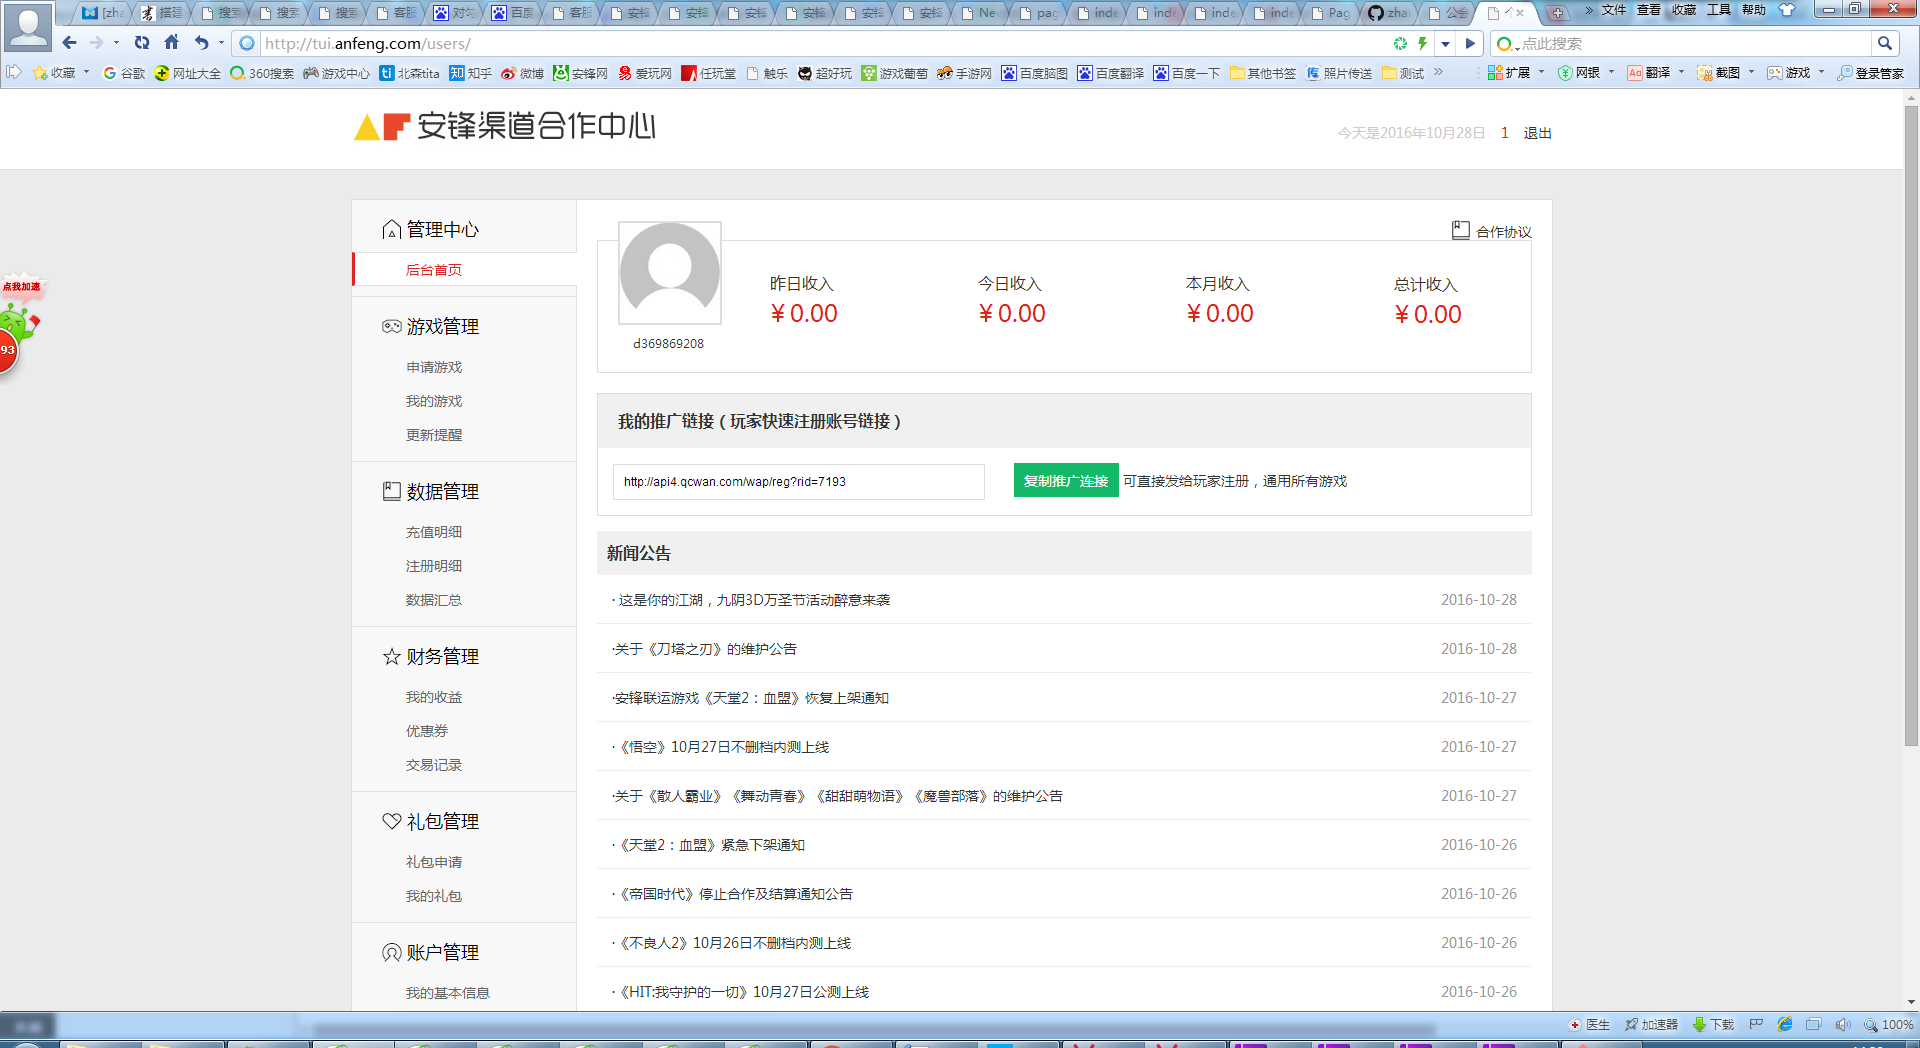 [zha
搭建
搜索
搜索
搜索
客服
对勾
百度
客服
安锋
安锋
安锋
安锋
安锋
安锋
New
pag
inde
inde
inde
inde
Pag
zha
公会
个
文件
查看
收藏
工具
帮助
http://tui.anfeng.com/users/
点此搜索
收藏
谷歌
网址大全
360搜索
游戏中心
北森tita
知乎
微博
安锋网
爱玩网
任玩堂
触乐
超好玩
游戏葡萄
手游网
百度脑图
百度翻译
百度一下
其他书签
照片传送
测试
扩展
网银
翻译
截图
游戏
登录管家
安锋渠道合作中心
今天是2016年10月28日 1 退出
点我加速
93
管理中心
后台首页
游戏管理
申请游戏
我的游戏
更新提醒
数据管理
充值明细
注册明细
数据汇总
财务管理
我的收益
优惠券
交易记录
礼包管理
礼包申请
我的礼包
账户管理
我的基本信息
合作协议
d369869208
昨日收入
¥ 0.00
今日收入
¥ 0.00
本月收入
¥ 0.00
总计收入
¥ 0.00
我的推广链接（玩家快速注册账号链接）
http://api4.qcwan.com/wap/reg?rid=7193
复制推广连接 可直接发给玩家注册，通用所有游戏
新闻公告
· 这是你的江湖，九阴3D万圣节活动醉意来袭 2016-10-28
·关于《刀塔之刃》的维护公告 2016-10-28
·安锋联运游戏《天堂2：血盟》恢复上架通知 2016-10-27
·《悟空》10月27日不删档内测上线 2016-10-27
·关于《散人霸业》《舞动青春》《甜甜萌物语》《魔兽部落》的维护公告 2016-10-27
·《天堂2：血盟》紧急下架通知 2016-10-26
·《帝国时代》停止合作及结算通知公告 2016-10-26
·《不良人2》10月26日不删档内测上线 2016-10-26
·《HIT:我守护的一切》10月27日公测上线 2016-10-26
医生
加速器
下载
100%